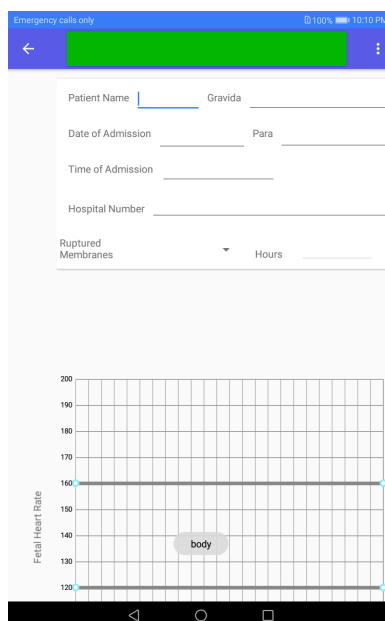 Emergency calls only 100% 10:10 PM
Patient Name Gravida
Date of Admission Para
Time of Admission
Hospital Number
Ruptured
Membranes Hours
200
190
180
170
160
150
140
130
120
Fetal Heart Rate
body